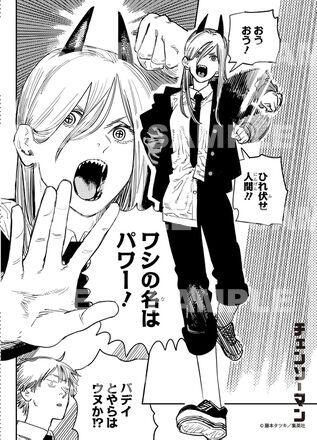 おう
おう！
ひれ伏せ
人間！！
ワシの名は
パワー！
バディ
とやらは
ウヌか!?
チェンソーマン
©藤本タツキ／集英社
SAMPLE